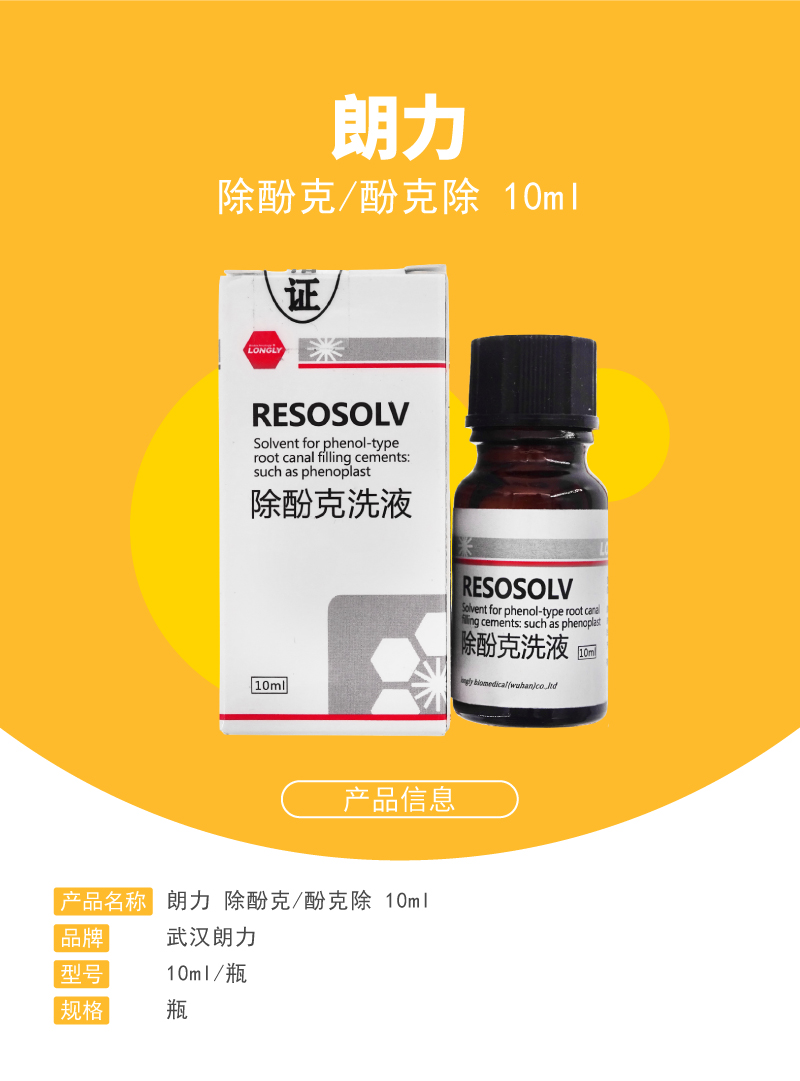 朗力
除酚克/酚克除 10ml
证
LONGLY
RESOSOLV
Solvent for phenol-type
root canal filling cements:
such as phenoplast
除酚克洗液
10ml
RESOSOLV
Solvent for phenol-type root canal
filling cements: such as phenoplast
除酚克洗液 10ml
longly biomedical(wuhan)co.,ltd
产品信息
产品名称 朗力 除酚克/酚克除 10ml
品牌 武汉朗力
型号 10ml/瓶
规格 瓶